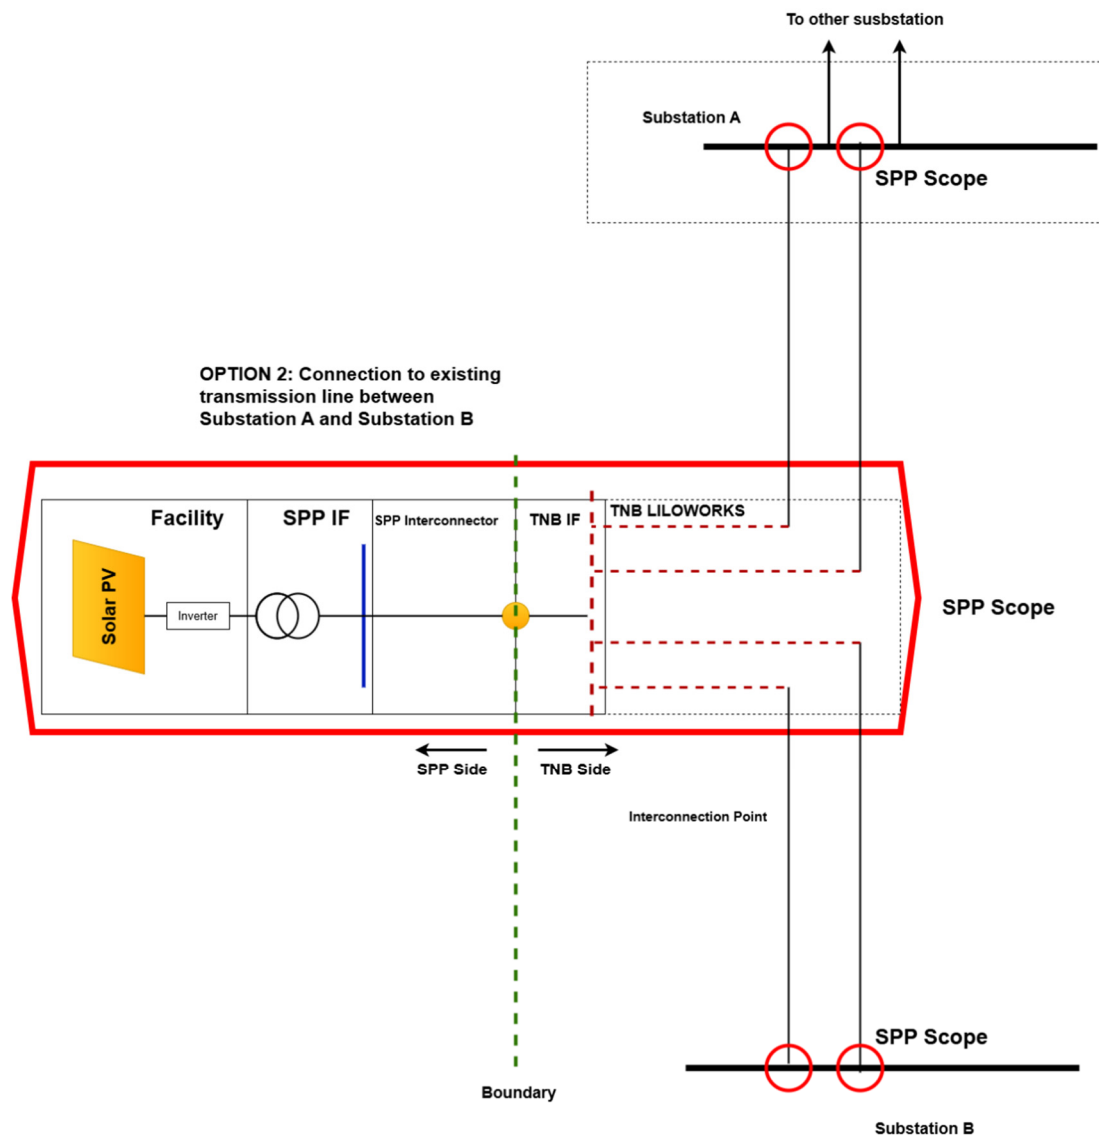 To other susbstation
Substation A
SPP Scope
OPTION 2: Connection to existing
transmission line between
Substation A and Substation B
Facility
SPP IF
SPP Interconnector
TNB IF
TNB LILOWORKS
Solar PV
Inverter
SPP Scope
SPP Side
TNB Side
Interconnection Point
SPP Scope
Boundary
Substation B